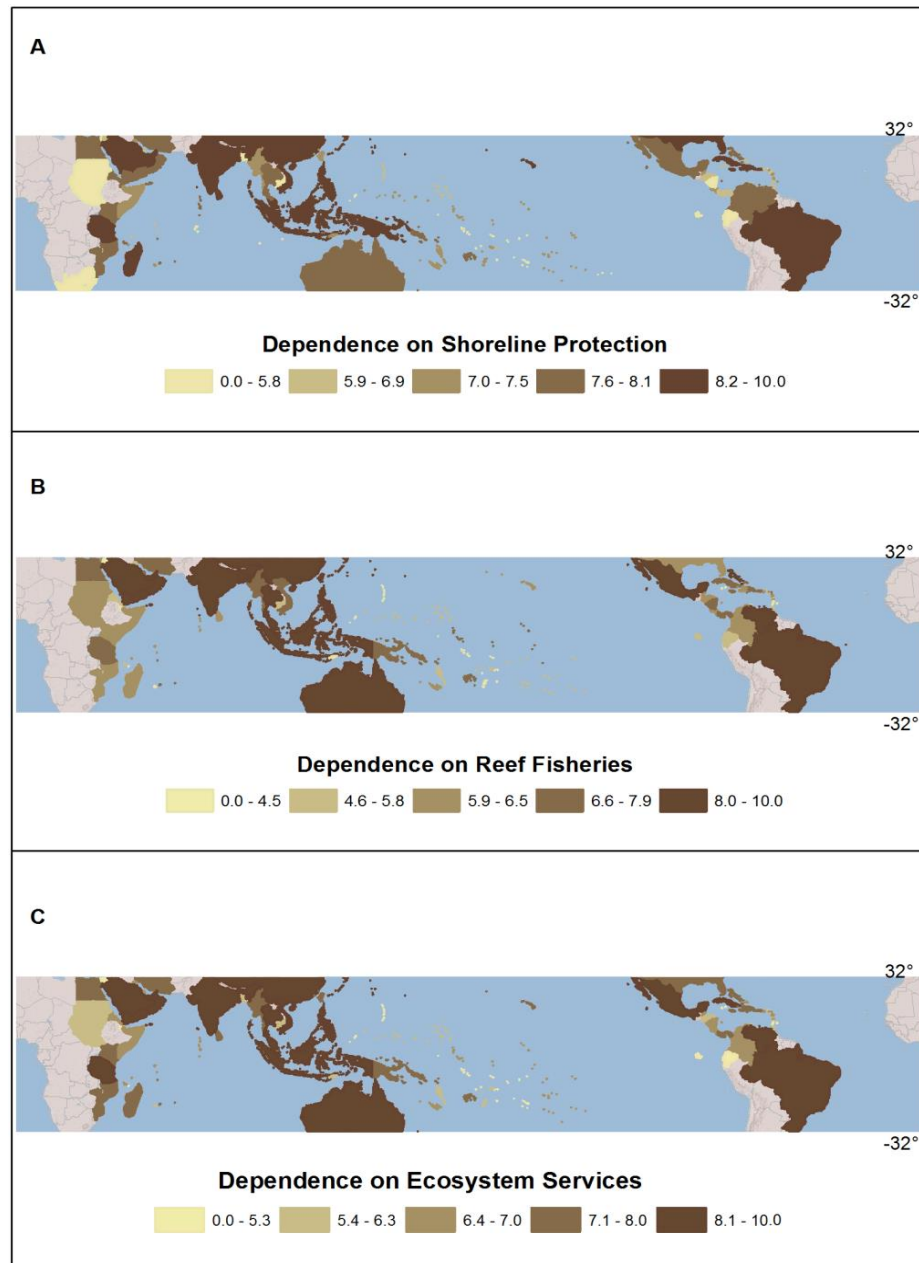 A
32°
-32°
Dependence on Shoreline Protection
0.0 - 5.8 5.9 - 6.9 7.0 - 7.5 7.6 - 8.1 8.2 - 10.0
B
32°
-32°
Dependence on Reef Fisheries
0.0 - 4.5 4.6 - 5.8 5.9 - 6.5 6.6 - 7.9 8.0 - 10.0
C
32°
-32°
Dependence on Ecosystem Services
0.0 - 5.3 5.4 - 6.3 6.4 - 7.0 7.1 - 8.0 8.1 - 10.0